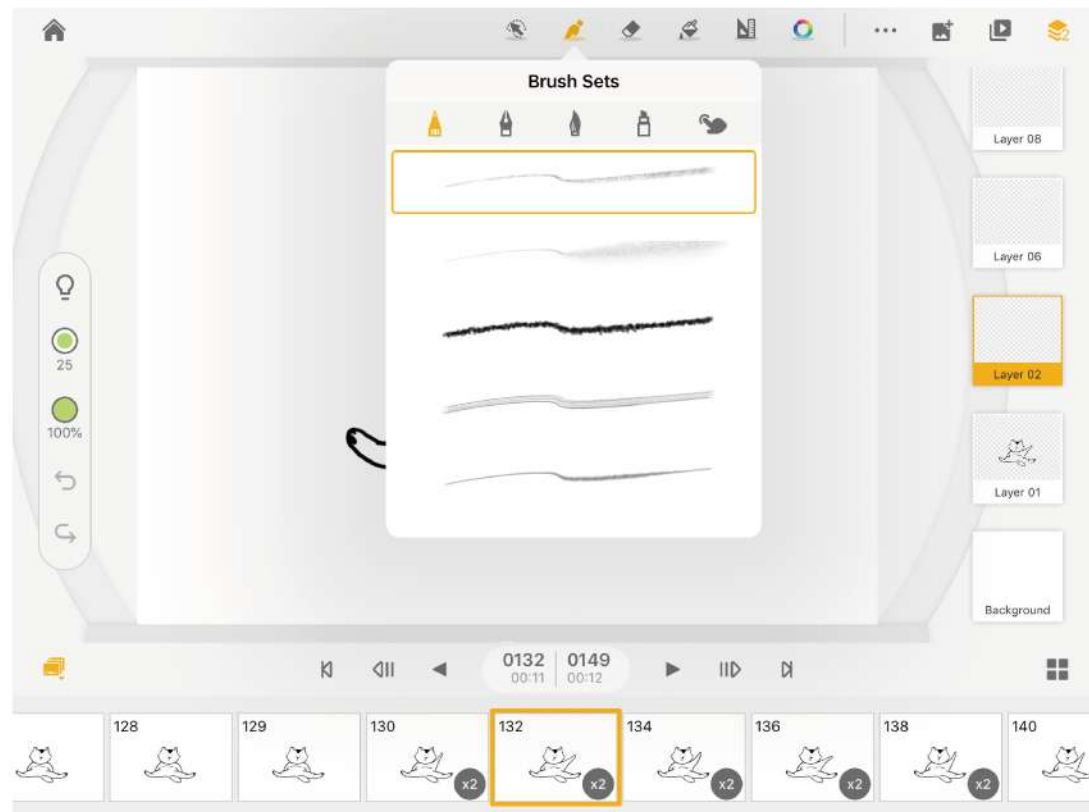 2
Brush Sets
Layer 08
Layer 06
25
Layer 02
100%
Layer 01
Background
0132 0149
00:11 00:12
128 129 130 132 134 136 138 140
x2 x2 x2 x2 x2